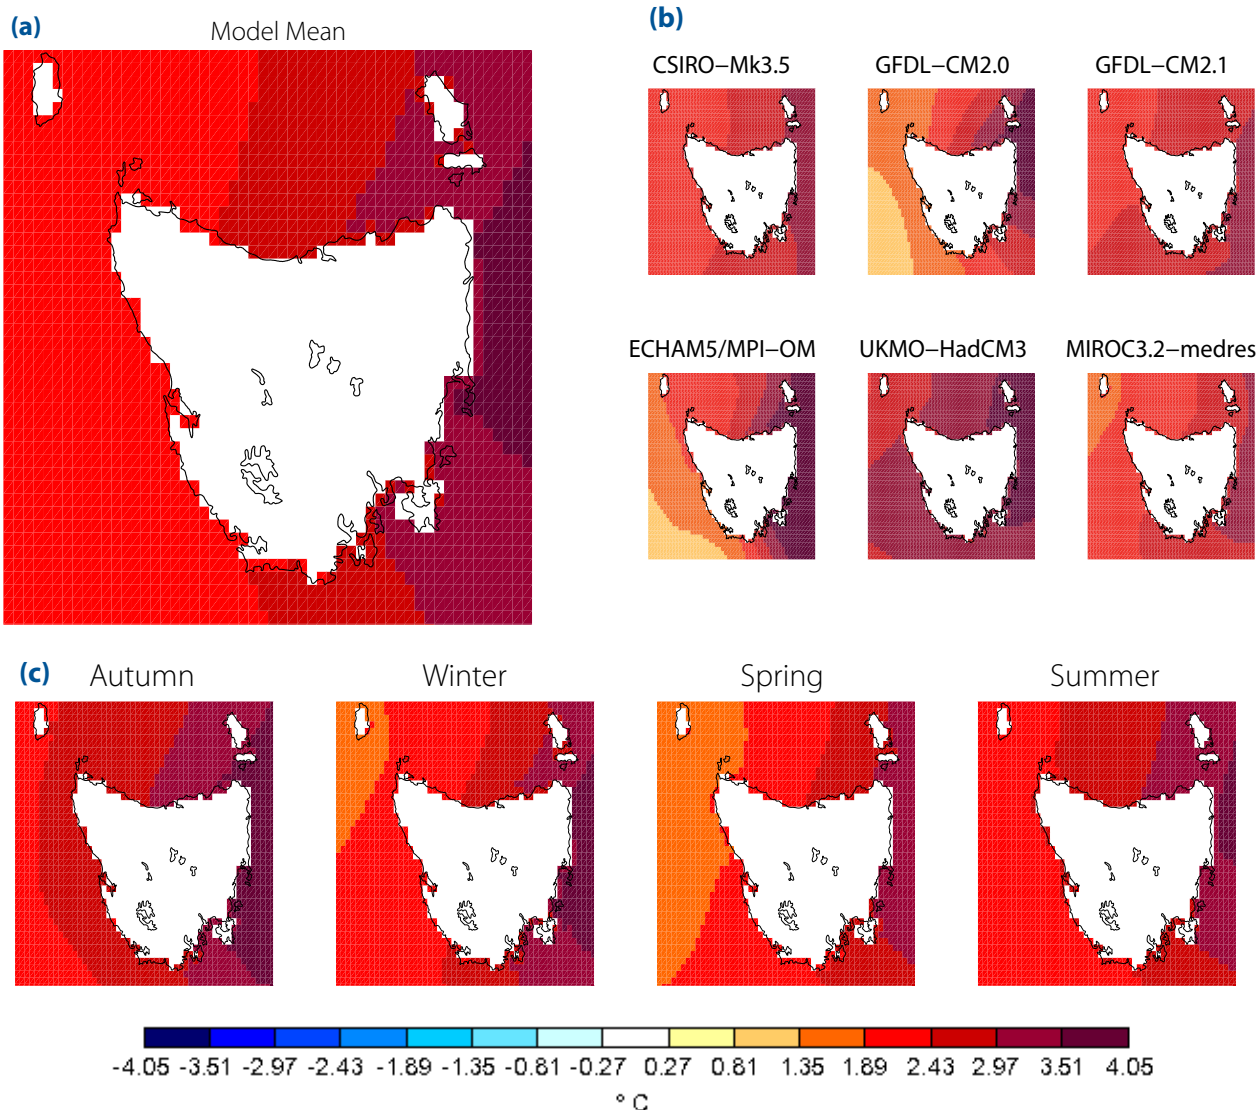 (a)
Model Mean
(b)
CSIRO–Mk3.5 GFDL–CM2.0 GFDL–CM2.1
ECHAM5/MPI–OM UKMO–HadCM3 MIROC3.2–medres
(c)
Autumn Winter Spring Summer
-4.05 -3.51 -2.97 -2.43 -1.89 -1.35 -0.81 -0.27 0.27 0.81 1.35 1.89 2.43 2.97 3.51 4.05
° C